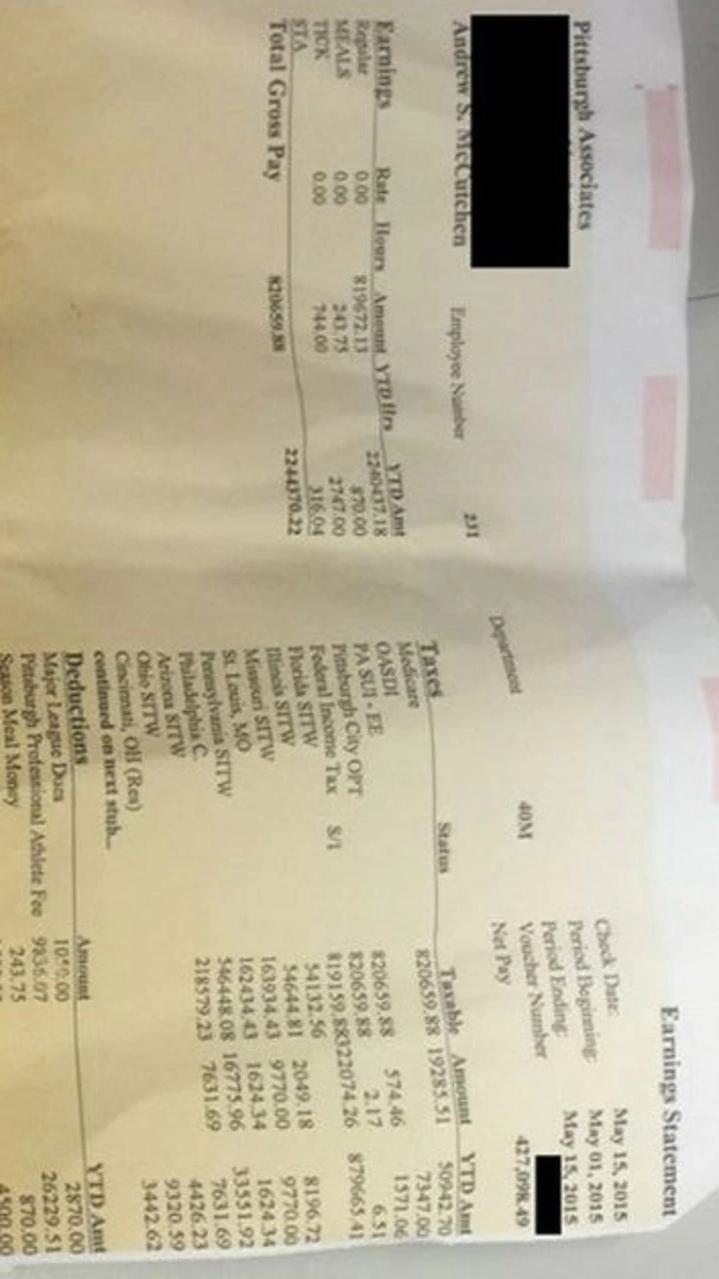 Earnings Statement
Pittsburgh Associates
Check Date: May 15, 2015
Period Beginning: May 01, 2015
Period Ending: May 15, 2015
Voucher Number
Net Pay 427,098.49
Andrew S. McCutchen Employee Number 231 Department 40M
Earnings Rate Hours Amount YTD Hrs YTD Amt
Regular 0.00 819672.13 2240437.18
MEALS 0.00 243.75 870.00
TICK 0.00 744.00 2747.00
STA 316.04
Total Gross Pay 820659.88 2244370.22
Taxes Status Taxable Amount YTD Amt
Medicare 820659.88 19285.51 50942.70
OASDI 7347.00
PA SUI - EE 820659.88 574.46 1571.06
Pittsburgh City OPT 820659.88 2.17 6.51
Federal Income Tax S/1 819159.88322074.26 879665.41
Florida SITW 54132.56
Illinois SITW 54644.81 2049.18 8196.72
Missouri SITW 163934.43 9770.00 9770.00
St. Louis, MO 162434.43 1624.34 1624.34
Pennsylvania SITW 546448.08 16775.96 33551.92
Philadelphia C. 218579.23 7631.69 7631.69
Arizona SITW 4426.23
Ohio SITW 9320.59
Cincinnati, OH (Res) 3442.62
continued on next stub...
Deductions Amount YTD Amt
Major League Dues 2870.00
Pittsburgh Professional Athlete Fee 9836.07 26229.51
Season Meal Money 243.75 870.00
4500.00